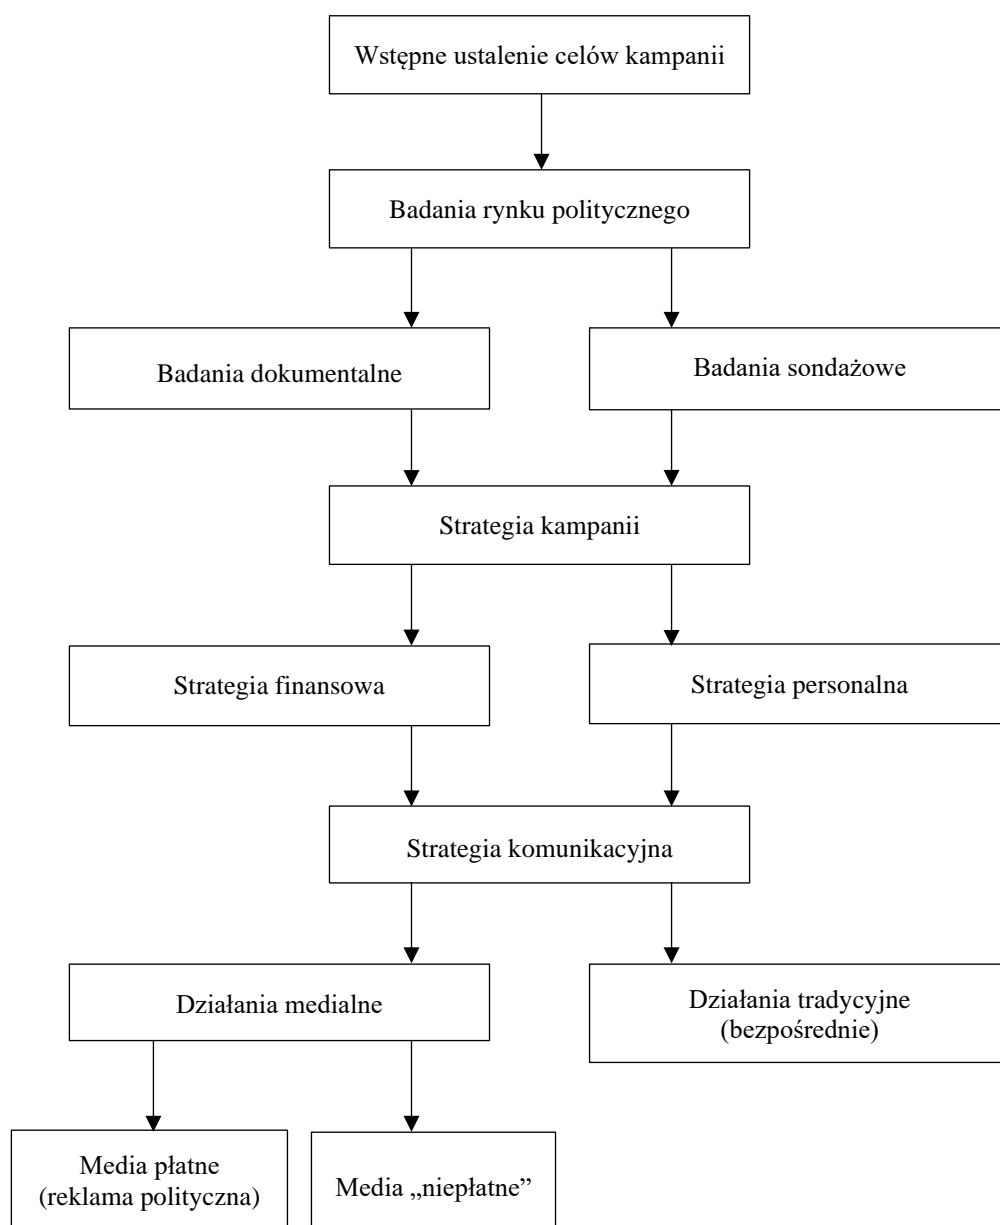 Wstępne ustalenie celów kampanii
Badania rynku politycznego
Badania dokumentalne
Badania sondażowe
Strategia kampanii
Strategia finansowa
Strategia personalna
Strategia komunikacyjna
Działania medialne
Działania tradycyjne
(bezpośrednie)
Media płatne
(reklama polityczna)
Media „niepłatne”